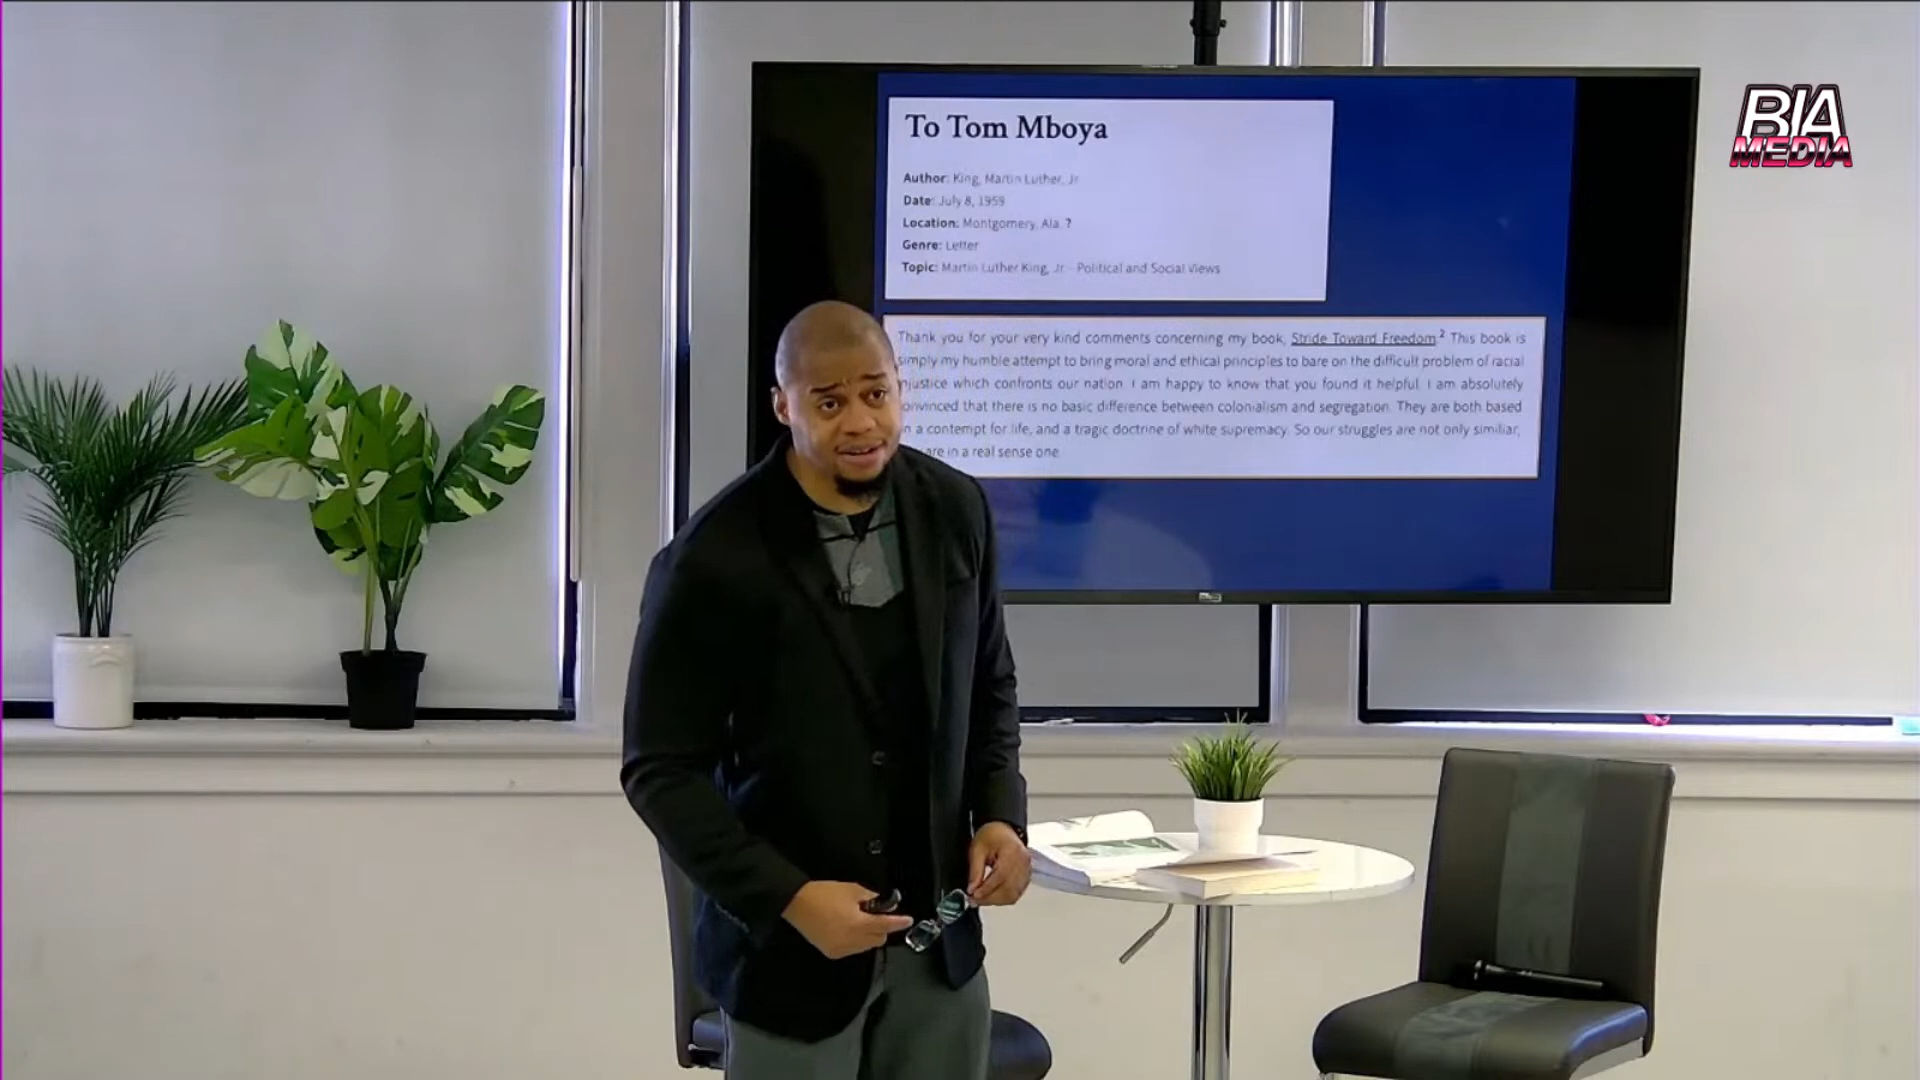 BIA
MEDIA
To Tom Mboya
Author: King, Martin Luther, Jr.
Date: July 8, 1959
Location: Montgomery, Ala. ?
Genre: Letter
Topic: Martin Luther King, Jr. - Political and Social Views
Thank you for your very kind comments concerning my book, Stride Toward Freedom.2 This book is
simply my humble attempt to bring moral and ethical principles to bare on the difficult problem of racial
njustice which confronts our nation. I am happy to know that you found it helpful. I am absolutely
onvinced that there is no basic difference between colonialism and segregation. They are both based
n a contempt for life, and a tragic doctrine of white supremacy. So our struggles are not only similiar,
are in a real sense one.